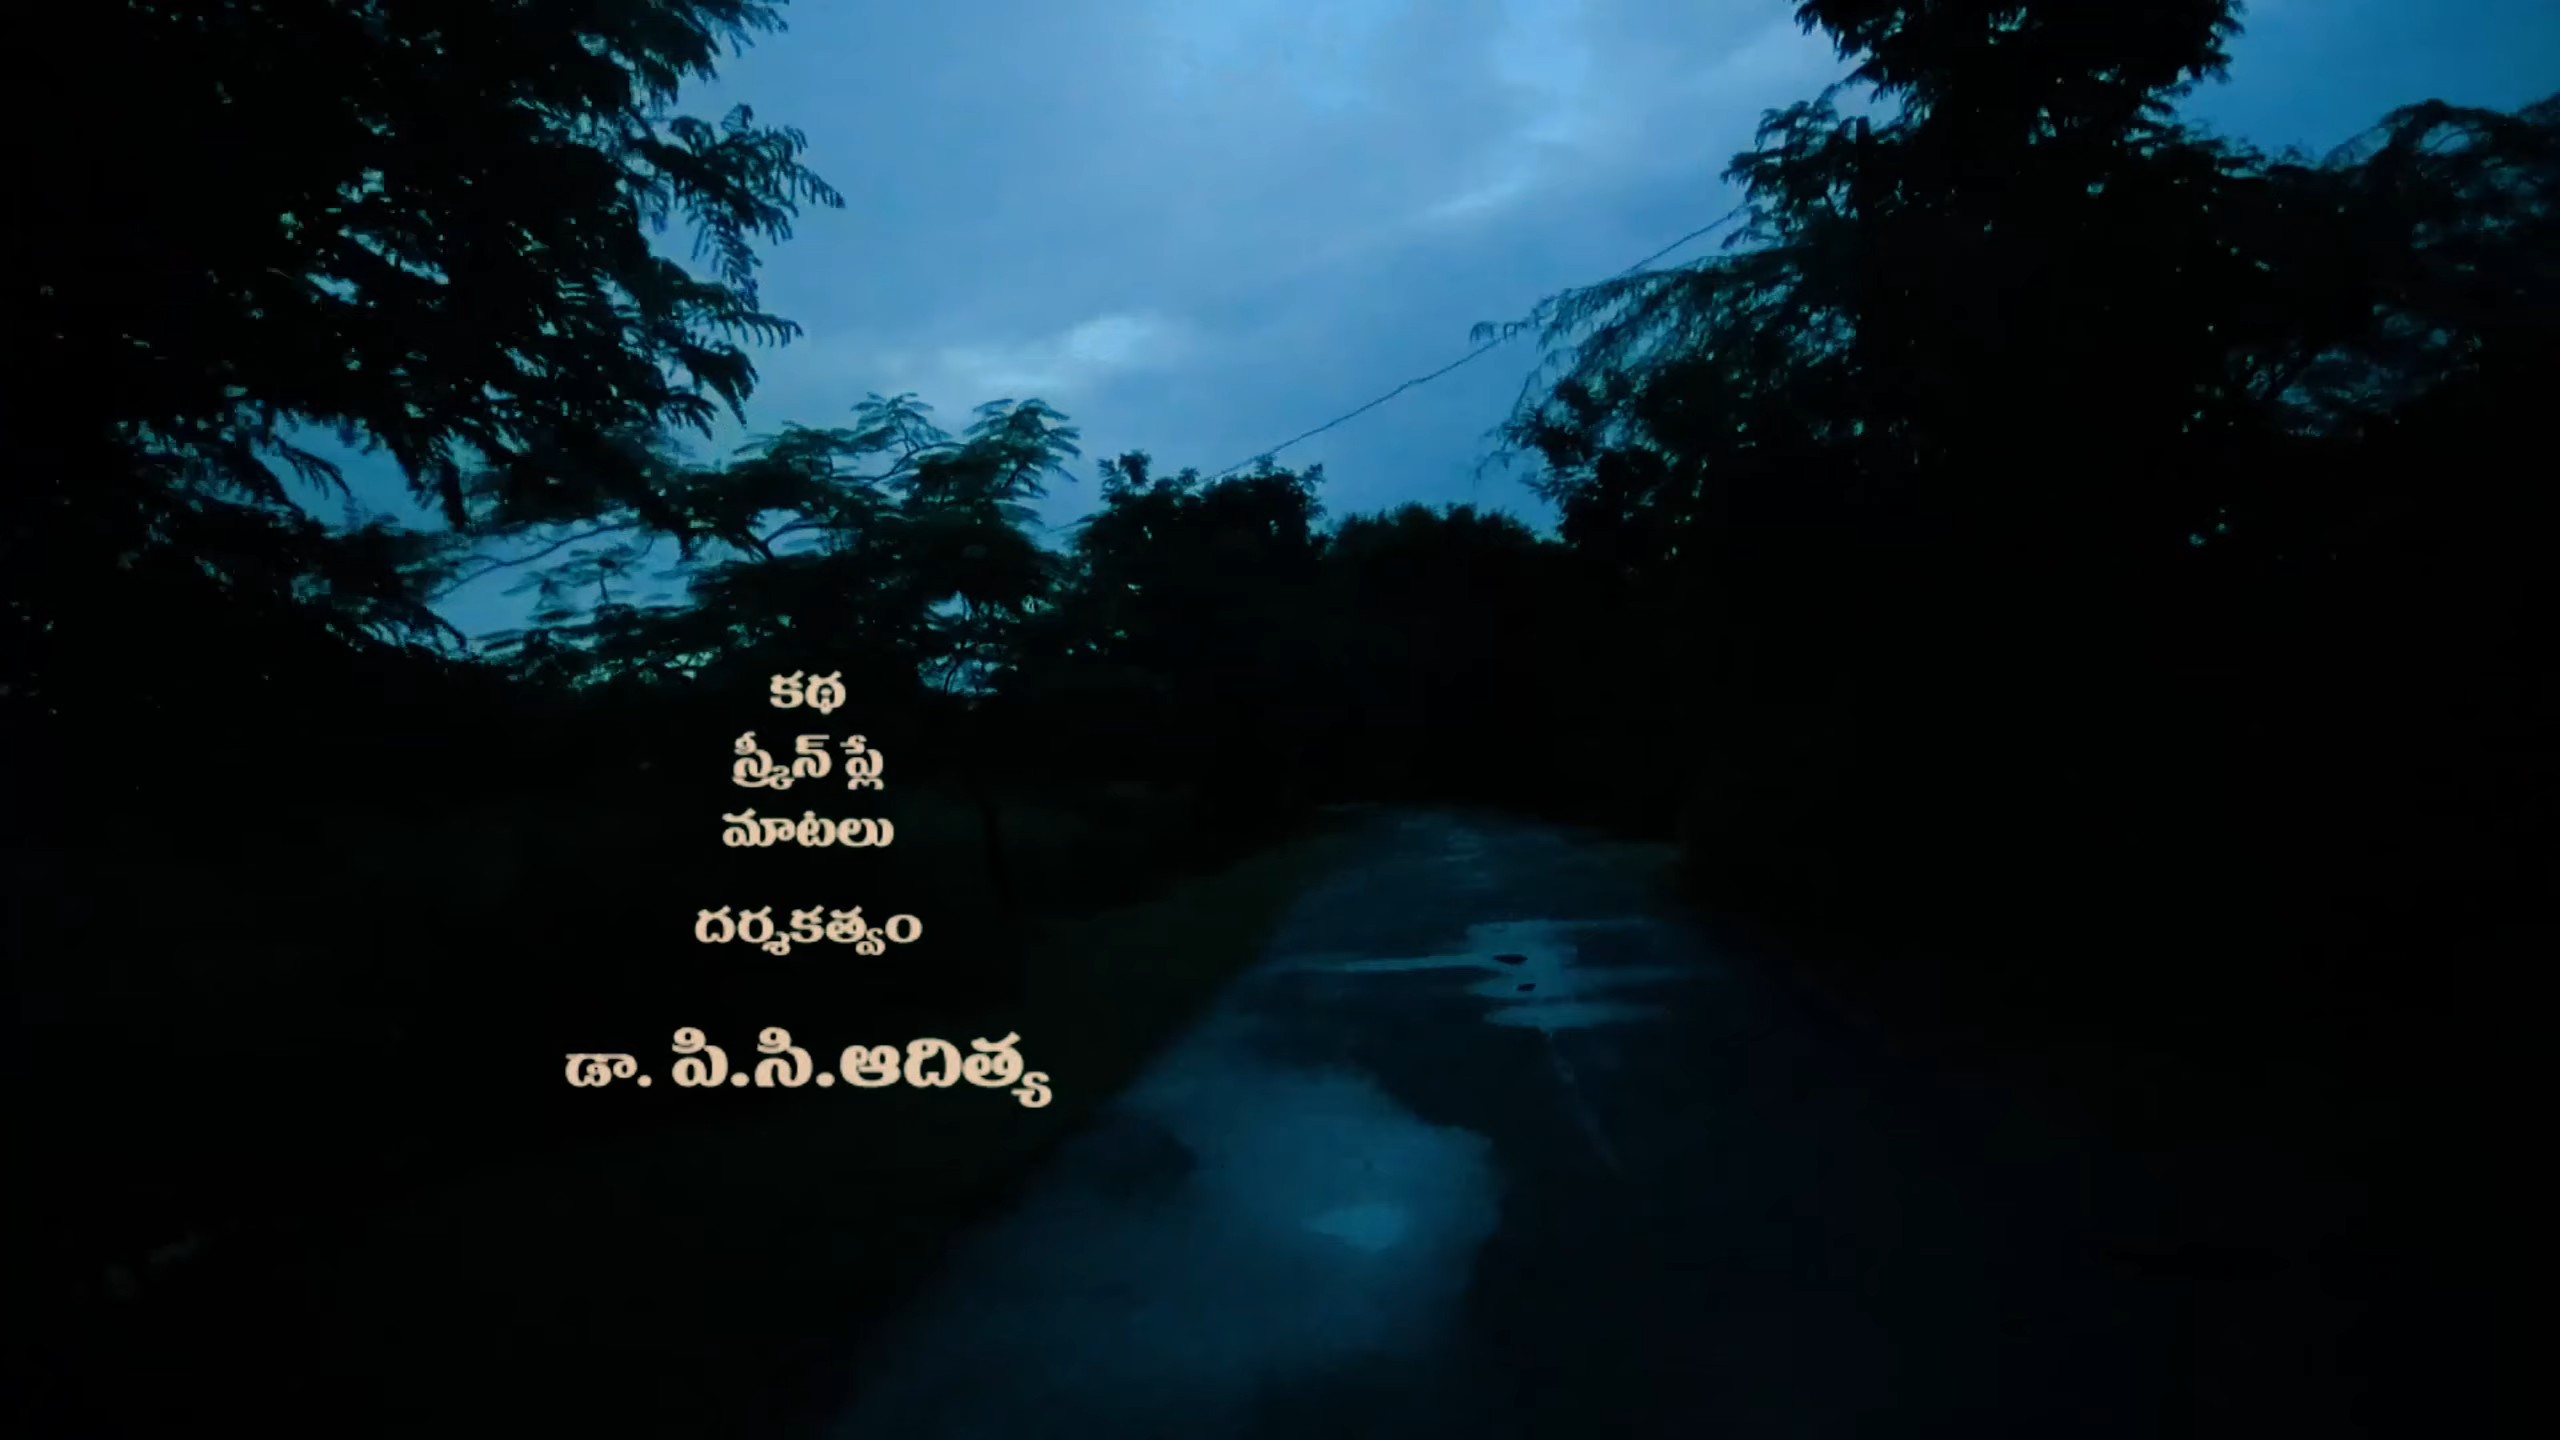 కథ
స్క్రీన్ ప్లే
మాటలు
దర్శకత్వం
డా. పి.సి.ఆదిత్య